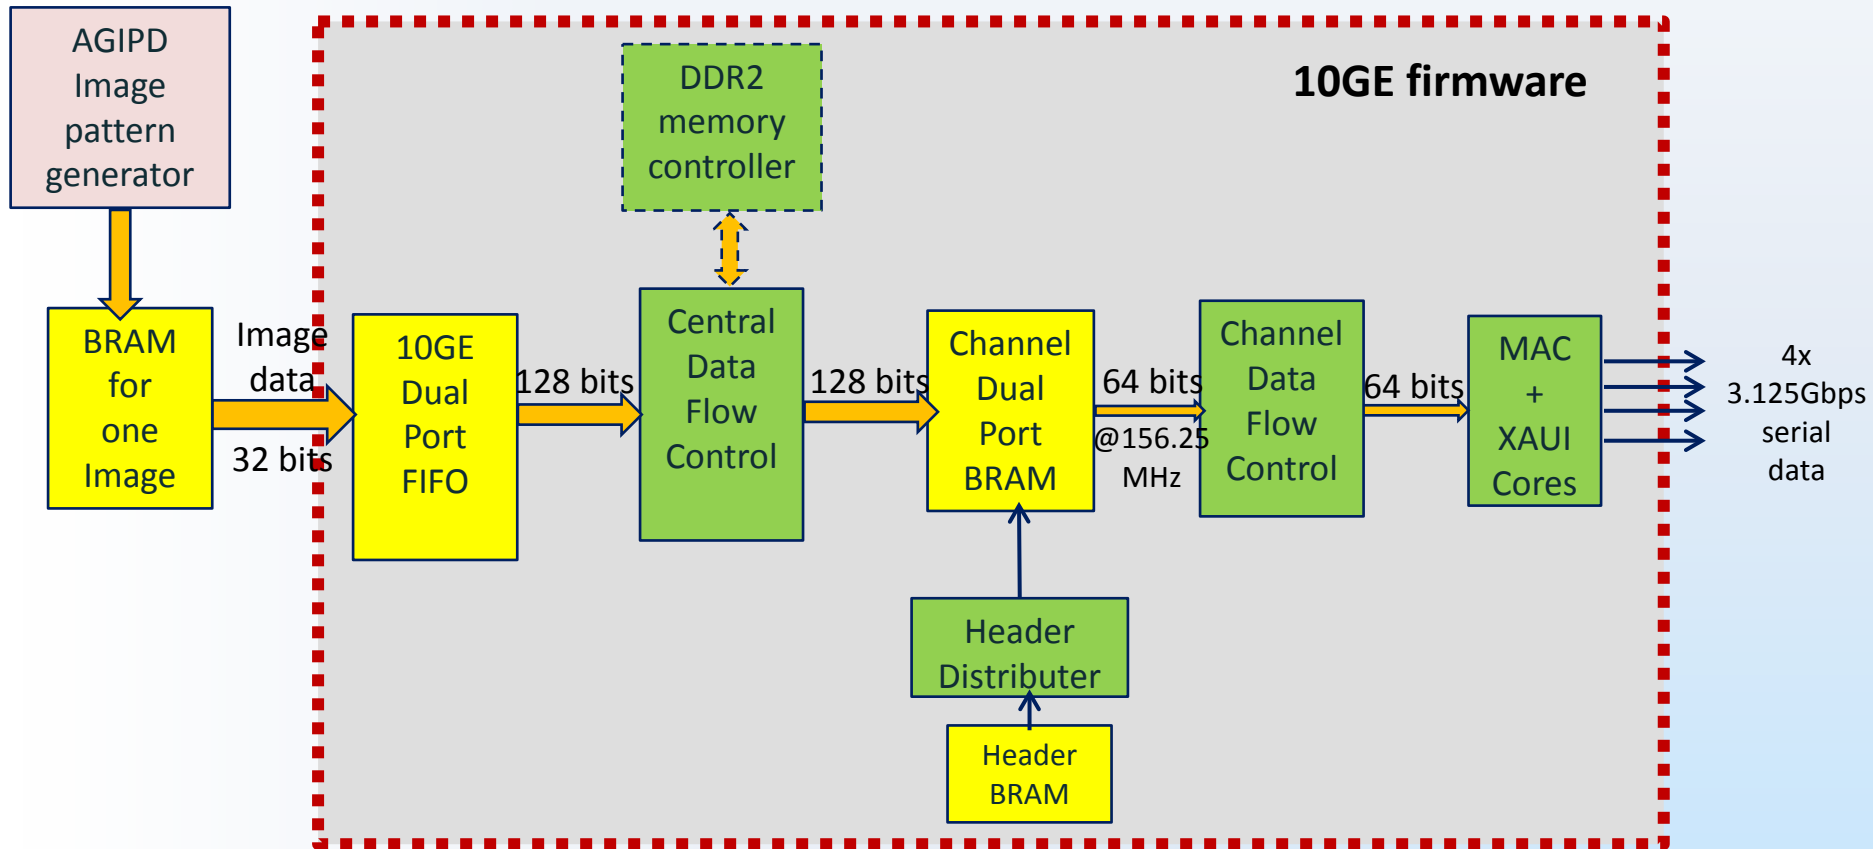 AGIPD
Image
pattern
generator
DDR2
memory
controller
10GE firmware
BRAM
for
one
Image
Image
data
32 bits
10GE
Dual
Port
FIFO
128 bits
Central
Data
Flow
Control
128 bits
Channel
Dual
Port
BRAM
64 bits
@156.25
MHz
Channel
Data
Flow
Control
64 bits
MAC
+
XAUI
Cores
4x
3.125Gbps
serial
data
Header
Distributer
Header
BRAM